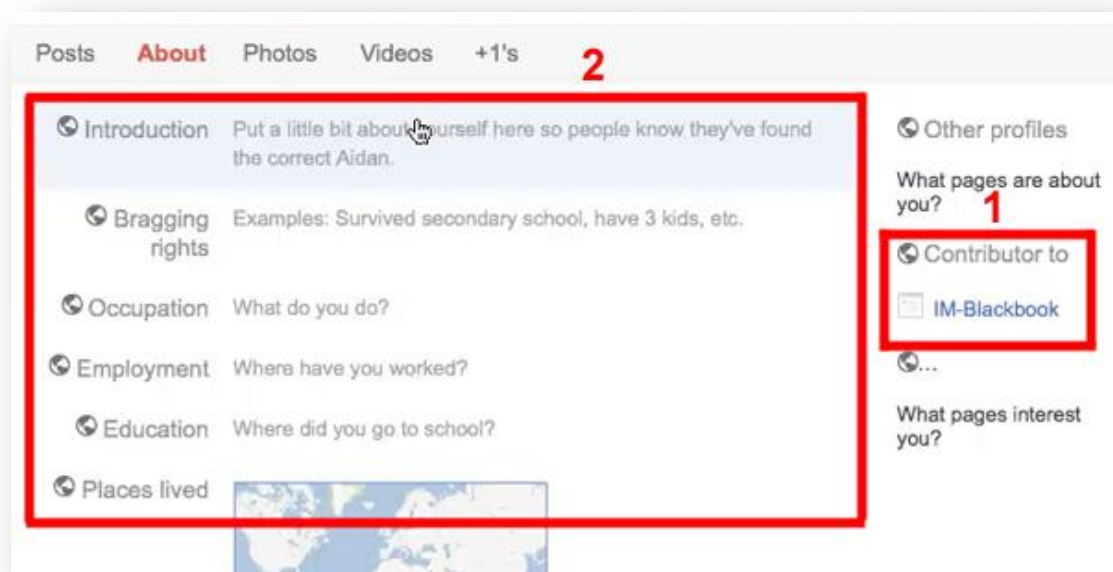 Posts About Photos Videos +1's
2
Introduction Put a little bit about yourself here so people know they've found
the correct Aidan.
Bragging Examples: Survived secondary school, have 3 kids, etc.
rights
Occupation What do you do?
Employment Where have you worked?
Education Where did you go to school?
Places lived
Other profiles
What pages are about
you?
1
Contributor to
IM-Blackbook
...
What pages interest
you?